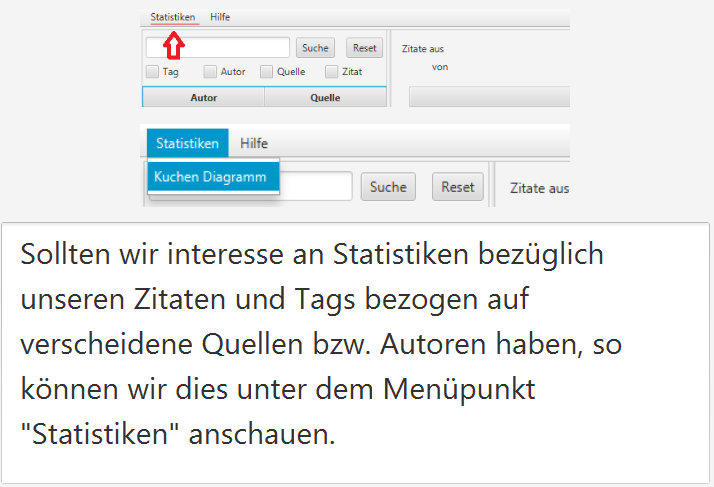 Statistiken Hilfe
Suche Reset Zitate aus
Tag Autor Quelle Zitat von
Autor Quelle
Statistiken Hilfe
Kuchen Diagramm Suche Reset Zitate aus
Sollten wir interesse an Statistiken bezüglich
unseren Zitaten und Tags bezogen auf
verscheidene Quellen bzw. Autoren haben, so
können wir dies unter dem Menüpunkt
"Statistiken" anschauen.